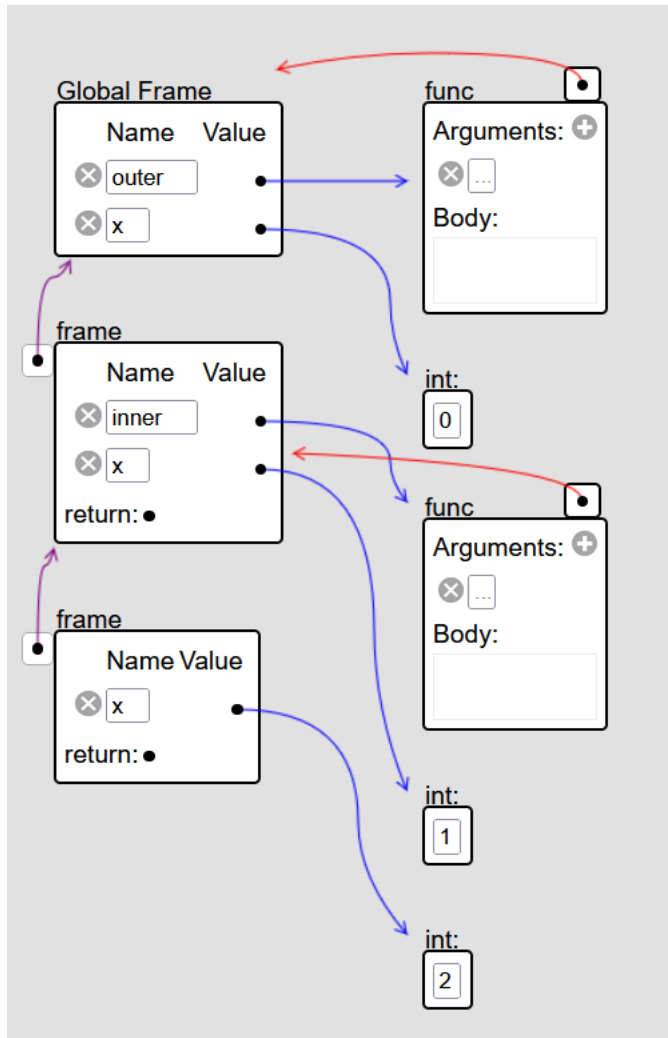 Global Frame
Name Value
outer
x
func
Arguments:
...
Body:
int:
0
frame
Name Value
inner
x
return:
func
Arguments:
...
Body:
frame
Name Value
x
return:
int:
1
int:
2